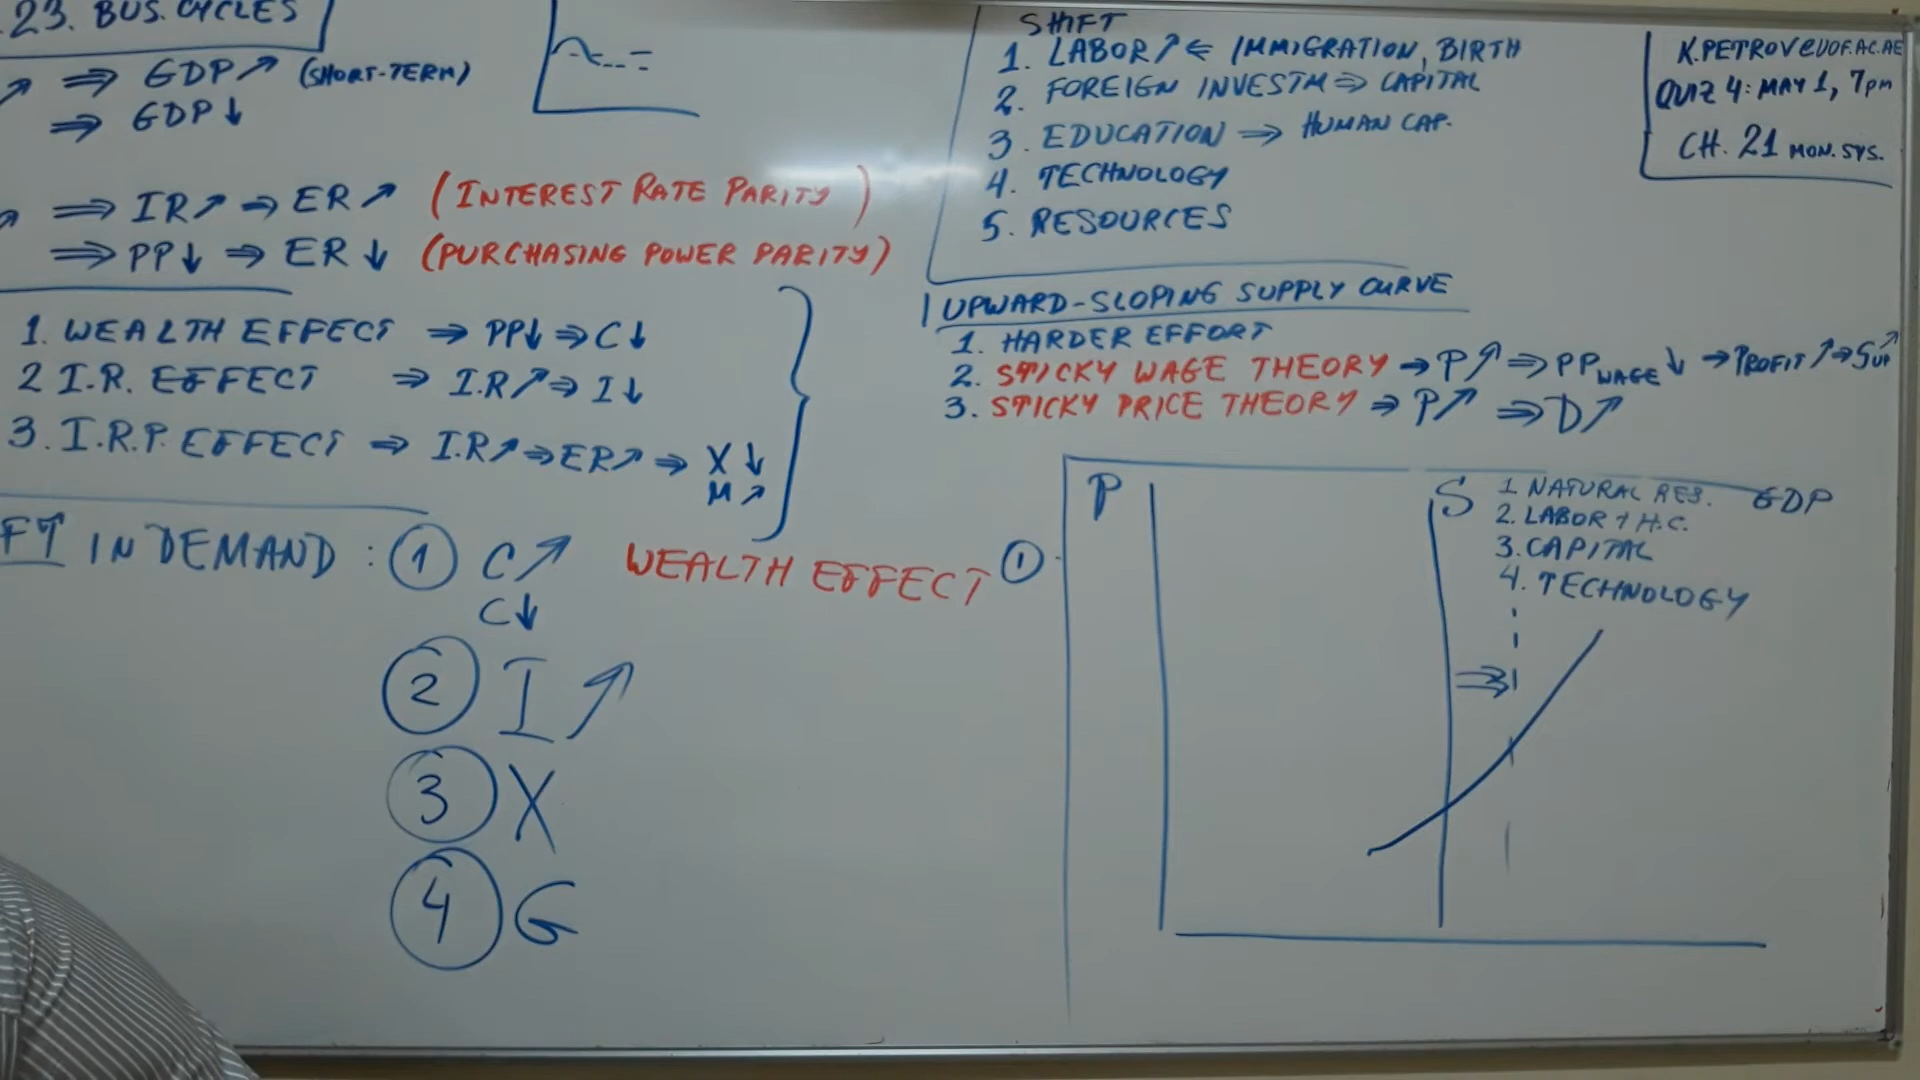 23. BUS. CYCLES
↗ ⇒ GDP↗ (SHORT-TERM)
⇒ GDP↓
↗ ⇒ IR↗ ⇒ ER↗ (INTEREST RATE PARITY)
⇒ PP↓ ⇒ ER↓ (PURCHASING POWER PARITY)
1. WEALTH EFFECT ⇒ PP↓ ⇒ C↓
2 I.R. EFFECT ⇒ I.R↗ ⇒ I↓
3. I.R.P. EFFECT ⇒ I.R↗ ⇒ ER↗ ⇒ X↓
M↗
FT IN DEMAND : ① C↗ WEALTH EFFECT
C↓
② I↗
③ X
④ G
SHIFT
1. LABOR↗ ⇐ IMMIGRATION, BIRTH
2. FOREIGN INVESTM ⇒ CAPITAL
3. EDUCATION ⇒ HUMAN CAP.
4. TECHNOLOGY
5. RESOURCES
K.PETROV@UOF.AC.AE
QUIZ 4: MAY 1, 7pm
CH. 21 MON. SYS.
UPWARD-SLOPING SUPPLY CURVE
1. HARDER EFFORT
2. STICKY WAGE THEORY → P↗ ⇒ PP WAGE↓ → PROFIT↗ ⇒ SUP↗
3. STICKY PRICE THEORY ⇒ P↗ ⇒ D↗
①
P
S
1. NATURAL RES. GDP
2. LABOR + H.C.
3. CAPITAL
4. TECHNOLOGY
⇒